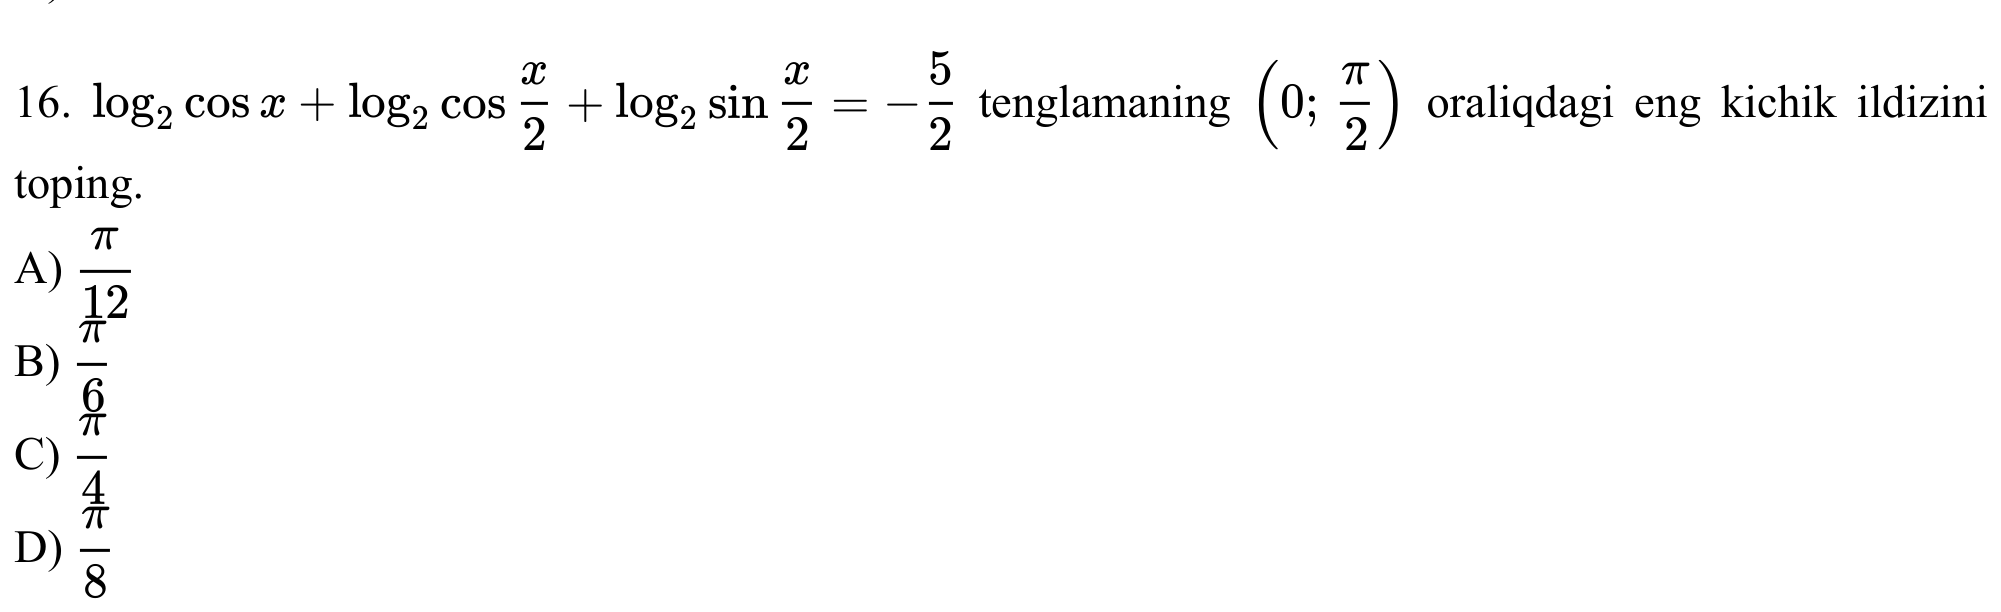 16. log₂ cos x + log₂ cos x/2 + log₂ sin x/2 = −5/2 tenglamaning (0; π/2) oraliqdagi eng kichik ildizini
toping.
A) π/12
B) π/6
C) π/4
D) π/8